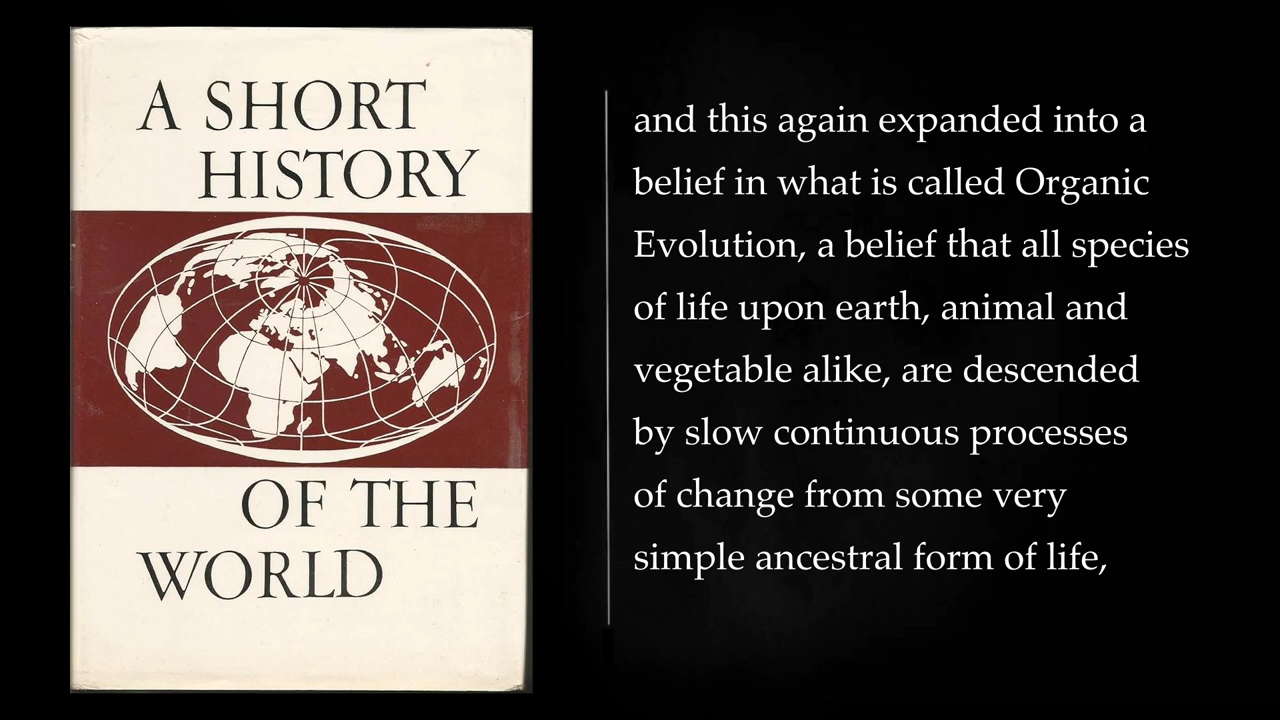 A SHORT
HISTORY
OF THE
WORLD
and this again expanded into a
belief in what is called Organic
Evolution, a belief that all species
of life upon earth, animal and
vegetable alike, are descended
by slow continuous processes
of change from some very
simple ancestral form of life,